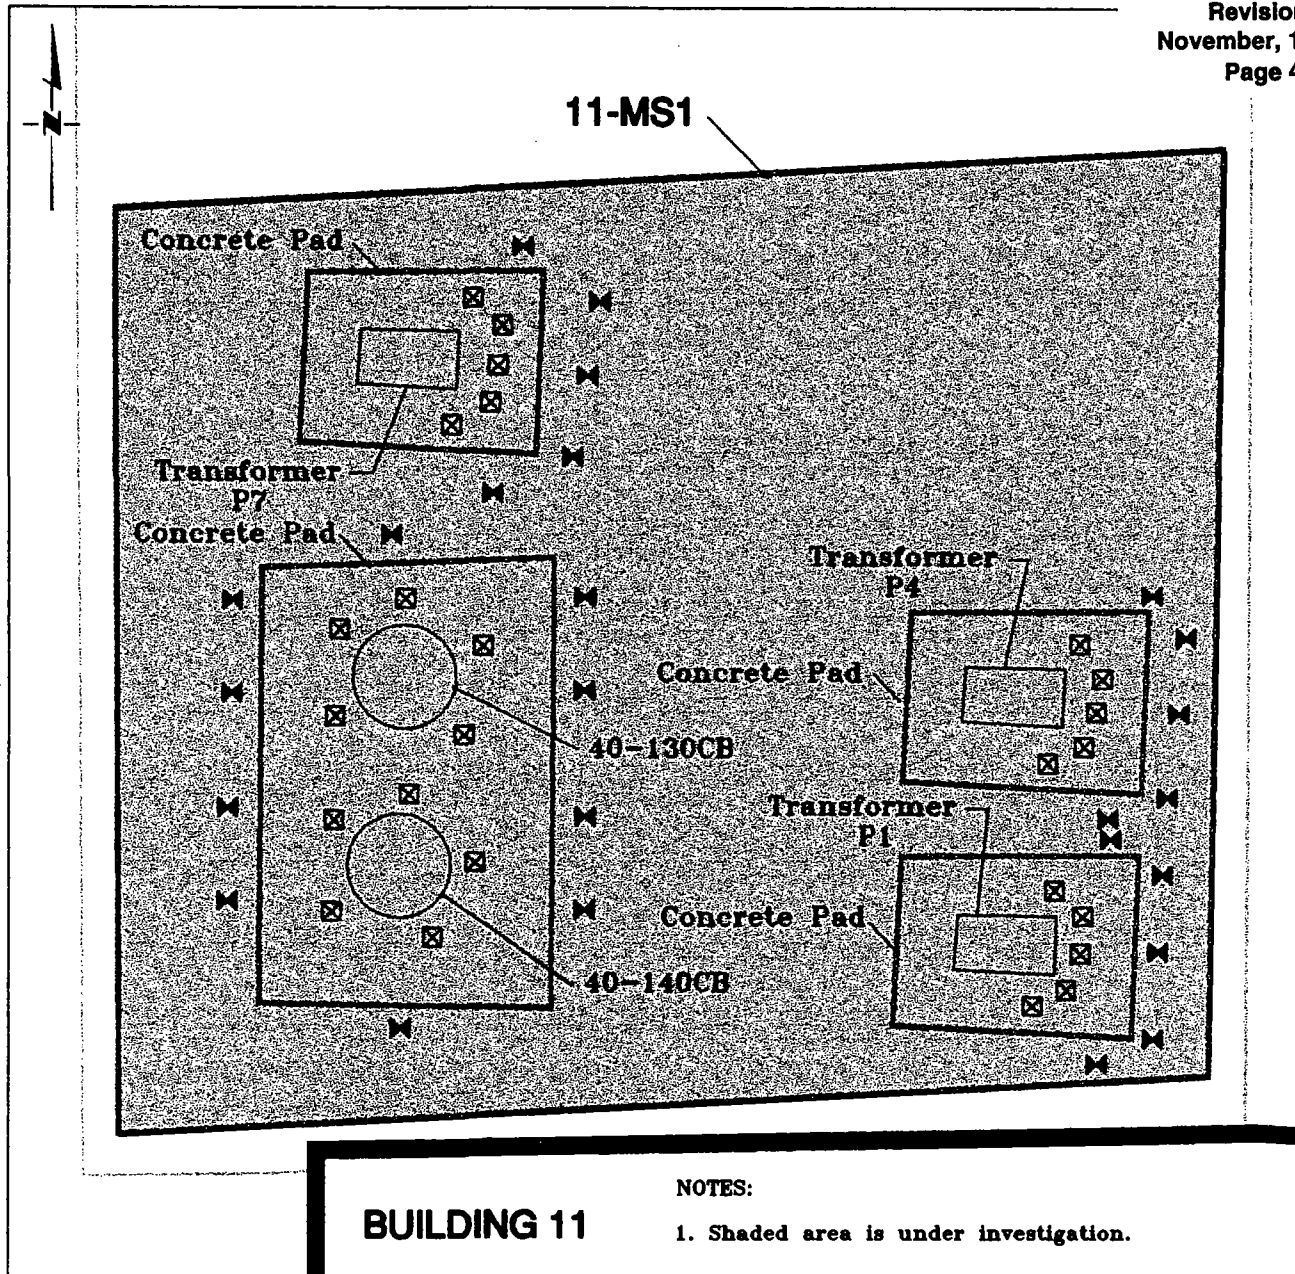 Revision
November, 1
Page 4
N
11-MS1
Concrete Pad
Transformer
P7
Concrete Pad
Transformer
P4
Concrete Pad
40-130CB
Transformer
P1
Concrete Pad
40-140CB
NOTES:
BUILDING 11
1. Shaded area is under investigation.